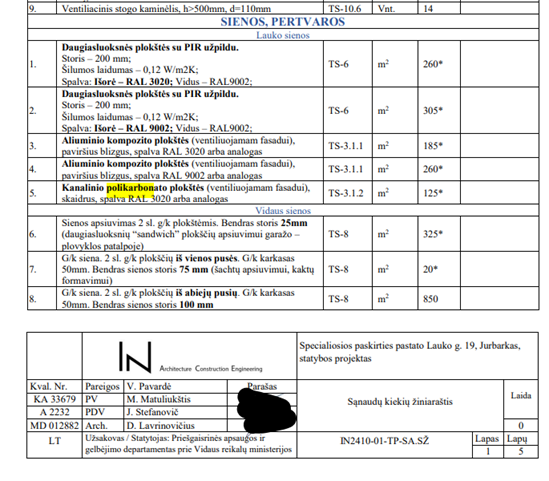 9. Ventiliacinis stogo kaminėlis, h>500mm, d=110mm TS-10.6 Vnt. 14
SIENOS, PERTVAROS
Lauko sienos
1. Daugiasluoksnės plokštės su PIR užpildu.
Storis – 200 mm;
Šilumos laidumas – 0,12 W/m2K;
Spalva: Išorė – RAL 3020; Vidus – RAL9002; TS-6 m² 260*
2. Daugiasluoksnės plokštės su PIR užpildu.
Storis – 200 mm;
Šilumos laidumas – 0,12 W/m2K;
Spalva: Išorė – RAL 9002; Vidus – RAL9002; TS-6 m² 305*
3. Aliuminio kompozito plokštės (ventiliuojamam fasadui),
paviršius blizgus, spalva RAL 3020 arba analogas TS-3.1.1 m² 185*
4. Aliuminio kompozito plokštės (ventiliuojamam fasadui),
paviršius blizgus, spalva RAL 9002 arba analogas TS-3.1.1 m² 260*
5. Kanalinio polikarbonato plokštės (ventiliuojamam fasadui),
skaidrus, spalva RAL 3020 arba analogas TS-3.1.2 m² 125*
Vidaus sienos
6. Sienos apsiuvimas 2 sl. g/k plokštėmis. Bendras storis 25mm
(daugiasluoksnių “sandwich” plokščių apsiuvimui garažo –
plovyklos patalpoje) TS-8 m² 325*
7. G/k siena. 2 sl. g/k plokščių iš vienos pusės. G/k karkasas
50mm. Bendras sienos storis 75 mm (šachtų apsiuvimui, kaktų
formavimui) TS-8 m² 20*
8. G/k siena. 2 sl. g/k plokščių iš abiejų pusių. G/k karkasas
50mm. Bendras sienos storis 100 mm TS-8 m² 850
IN Architecture Construction Engineering
Specialiosios paskirties pastato Lauko g. 19, Jurbarkas,
statybos projektas
Kval. Nr. Pareigos V. Pavardė Parašas
KA 33679 PV M. Matiuliukštis
A 2232 PDV J. Stefanovič
MD 012882 Arch. D. Lavrinovičius
Sąnaudų kiekių žiniaraštis
Laida
0
LT Užsakovas / Statytojas: Priešgaisrinės apsaugos ir
gelbėjimo departamentas prie Vidaus reikalų ministerijos
IN2410-01-TP-SA.SŽ
Lapas Lapų
1 5